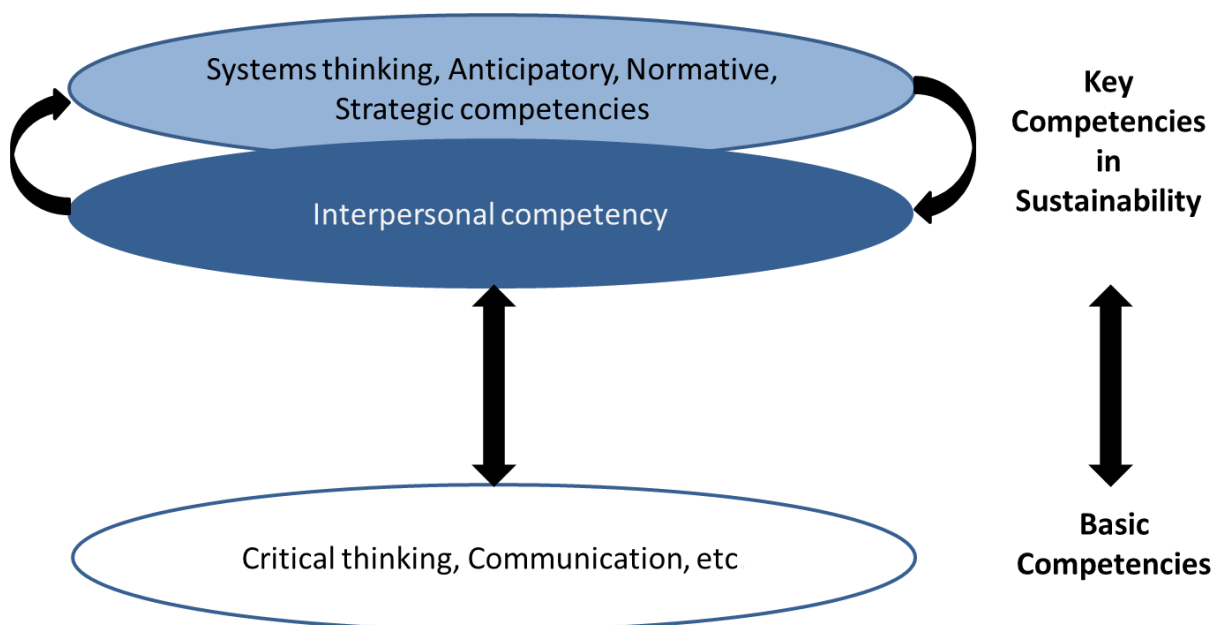 Systems thinking, Anticipatory, Normative,
Strategic competencies
Interpersonal competency
Critical thinking, Communication, etc
Key
Competencies
in
Sustainability
Basic
Competencies